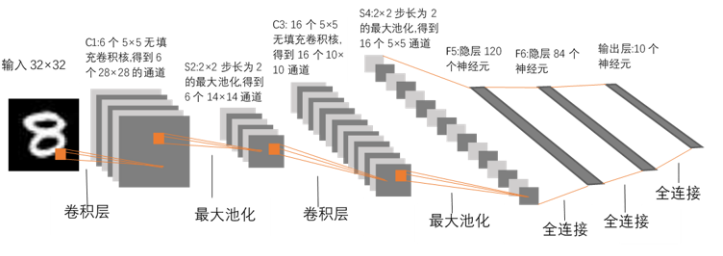 输入 32×32
C1:6 个 5×5 无填
充卷积核,得到 6
个 28×28 的通道
S2:2×2 步长为 2
的最大池化,得到
6 个 14×14 通道
C3: 16 个 5×5
无填充卷积核,
得到 16 个 10×
10 通道
S4:2×2 步长为 2
的最大池化,得到
16 个 5×5 通道
F5:隐层 120
个神经元
F6:隐层 84 个
神经元
输出层:10 个
神经元
卷积层
最大池化
卷积层
最大池化
全连接
全连接
全连接